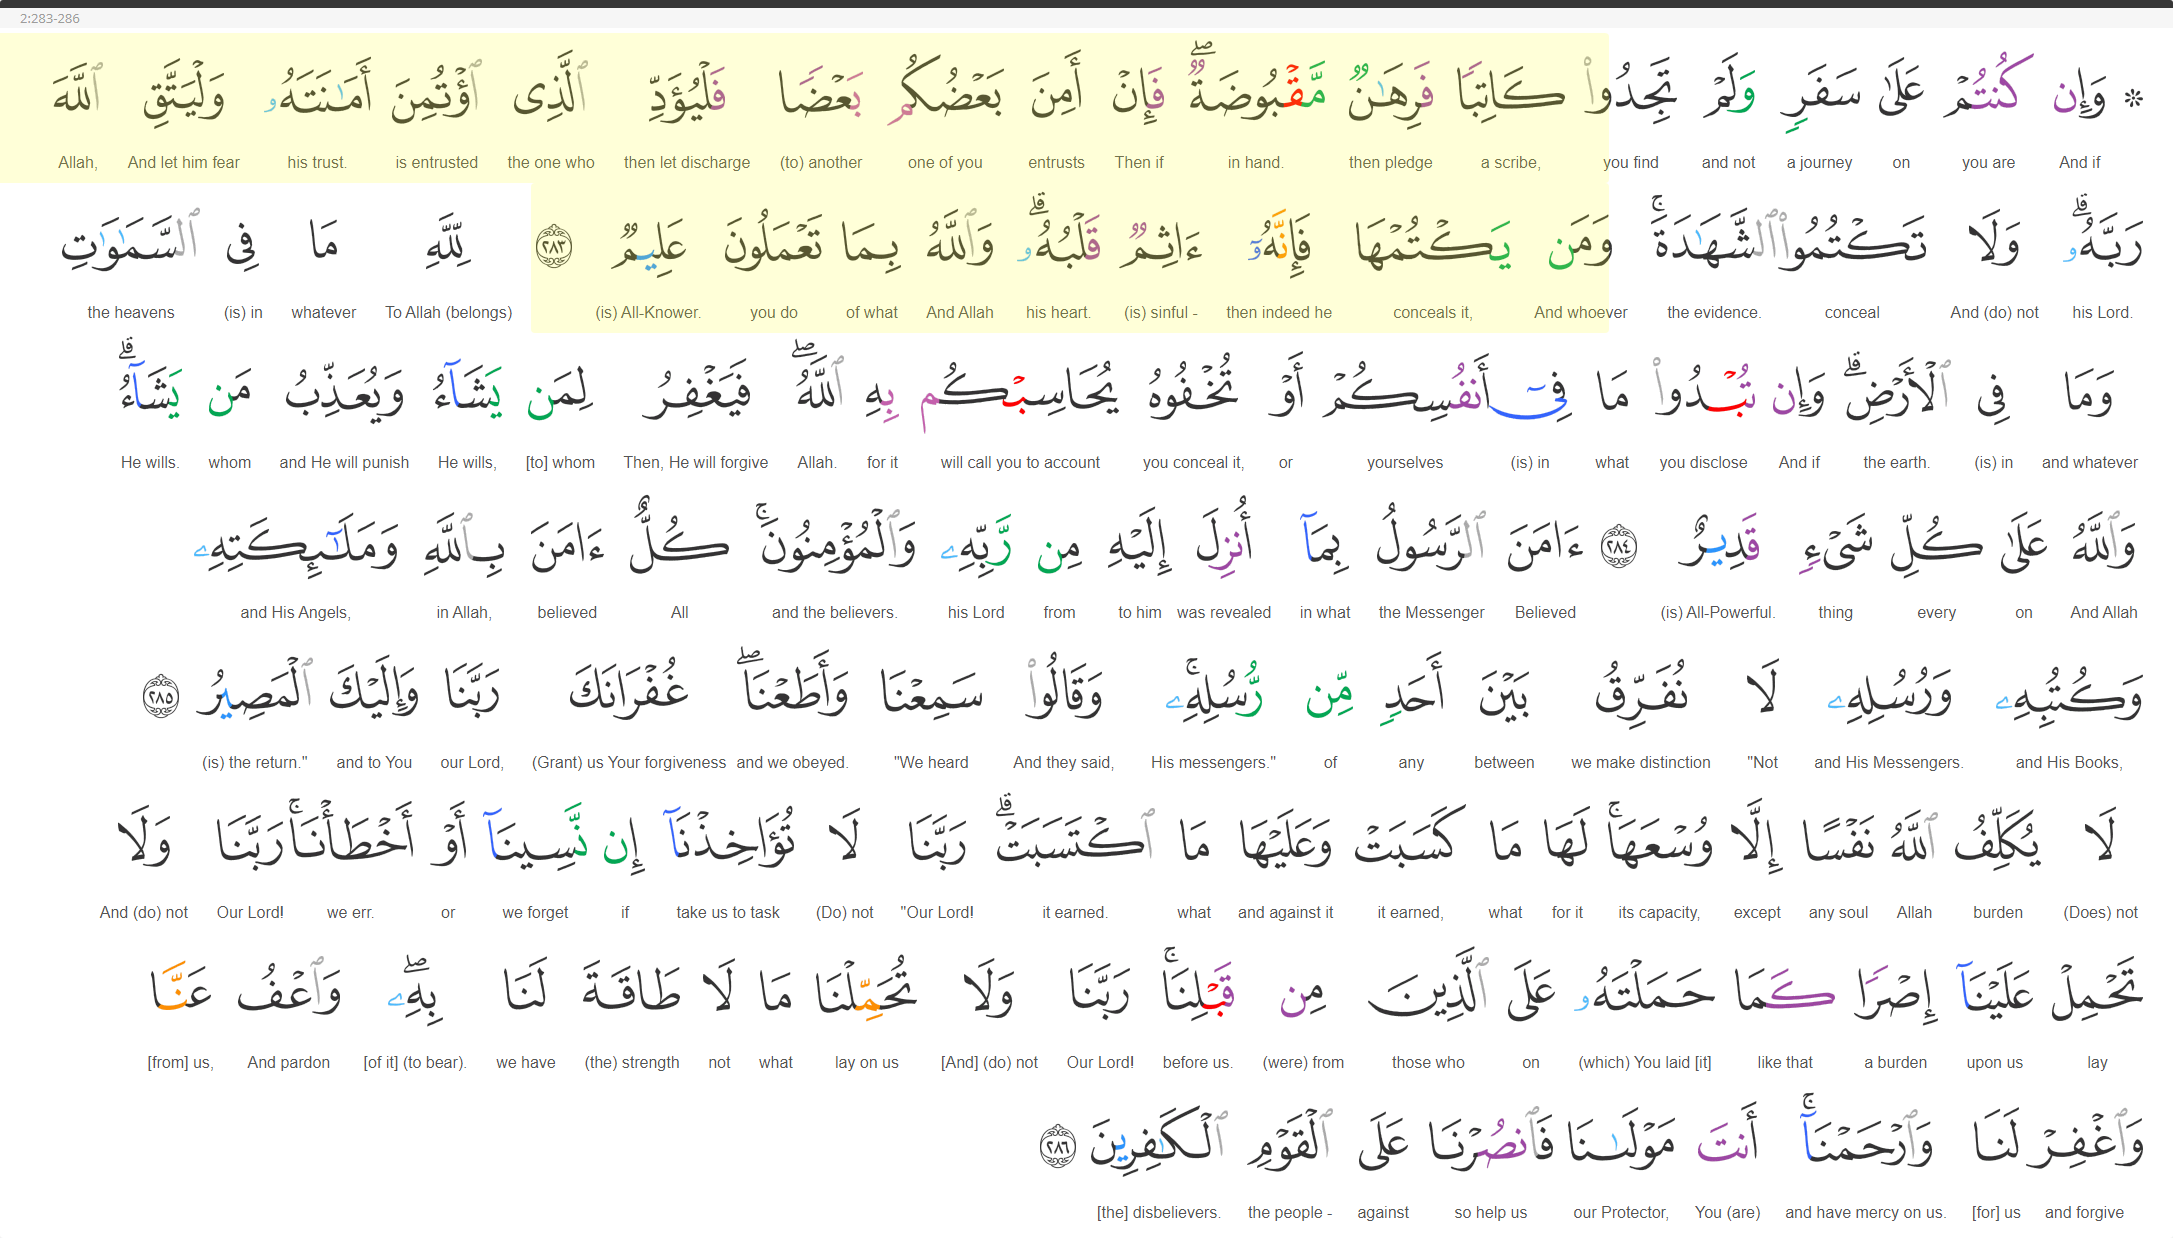 2:283-286
۞ وَإِن كُنتُمْ عَلَىٰ سَفَرٍ وَلَمْ تَجِدُوا۟ كَاتِبًا فَرِهَـٰنٌ مَّقْبُوضَةٌ ۖ فَإِنْ أَمِنَ بَعْضُكُم بَعْضًا فَلْيُؤَدِّ ٱلَّذِى ٱؤْتُمِنَ أَمَـٰنَتَهُۥ وَلْيَتَّقِ ٱللَّهَ
And if you are on a journey and not you find a scribe, then pledge in hand. Then if entrusts one of you (to) another then let discharge the one who is entrusted his trust. And let him fear Allah,
رَبَّهُۥ ۗ وَلَا تَكْتُمُوا۟ ٱلشَّهَـٰدَةَ ۚ وَمَن يَكْتُمْهَا فَإِنَّهُۥٓ ءَاثِمٌ قَلْبُهُۥ ۗ وَٱللَّهُ بِمَا تَعْمَلُونَ عَلِيمٌ ٢٨٣ لِّلَّهِ مَا فِى ٱلسَّمَـٰوَٰتِ
his Lord. And (do) not conceal the evidence. And whoever conceals it, then indeed he (is) sinful - his heart. And Allah of what you do (is) All-Knower. To Allah (belongs) whatever (is) in the heavens
وَمَا فِى ٱلْأَرْضِ ۗ وَإِن تُبْدُوا۟ مَا فِىٓ أَنفُسِكُمْ أَوْ تُخْفُوهُ يُحَاسِبْكُم بِهِ ٱللَّهُ ۖ فَيَغْفِرُ لِمَن يَشَآءُ وَيُعَذِّبُ مَن يَشَآءُ ۗ
and whatever (is) in the earth. And if you disclose what (is) in yourselves or you conceal it, will call you to account for it Allah. Then, He will forgive [to] whom He wills, and He will punish whom He wills.
وَٱللَّهُ عَلَىٰ كُلِّ شَىْءٍ قَدِيرٌ ٢٨٤ ءَامَنَ ٱلرَّسُولُ بِمَآ أُنزِلَ إِلَيْهِ مِن رَّبِّهِۦ وَٱلْمُؤْمِنُونَ ۚ كُلٌّ ءَامَنَ بِٱللَّهِ وَمَلَـٰٓئِكَتِهِۦ
And Allah on every thing (is) All-Powerful. Believed the Messenger in what was revealed to him from his Lord and the believers. All believed in Allah, and His Angels,
وَكُتُبِهِۦ وَرُسُلِهِۦ لَا نُفَرِّقُ بَيْنَ أَحَدٍ مِّن رُّسُلِهِۦ ۚ وَقَالُوا۟ سَمِعْنَا وَأَطَعْنَا ۖ غُفْرَانَكَ رَبَّنَا وَإِلَيْكَ ٱلْمَصِيرُ ٢٨٥
and His Books, and His Messengers. "Not we make distinction between any of His messengers." And they said, "We heard and we obeyed. (Grant) us Your forgiveness our Lord, and to You (is) the return."
لَا يُكَلِّفُ ٱللَّهُ نَفْسًا إِلَّا وُسْعَهَا ۚ لَهَا مَا كَسَبَتْ وَعَلَيْهَا مَا ٱكْتَسَبَتْ ۗ رَبَّنَا لَا تُؤَاخِذْنَآ إِن نَّسِينَآ أَوْ أَخْطَأْنَا ۚ رَبَّنَا وَلَا
(Does) not burden Allah any soul except its capacity, for it what it earned, and against it what it earned. "Our Lord! (Do) not take us to task if we forget or we err. Our Lord! And (do) not
تَحْمِلْ عَلَيْنَآ إِصْرًا كَمَا حَمَلْتَهُۥ عَلَى ٱلَّذِينَ مِن قَبْلِنَا ۚ رَبَّنَا وَلَا تُحَمِّلْنَا مَا لَا طَاقَةَ لَنَا بِهِۦ ۖ وَٱعْفُ عَنَّا
lay upon us a burden like that (which) You laid [it] on those who (were) from before us. Our Lord! [And] (do) not lay on us what not (the) strength we have [of it] (to bear). And pardon [from] us,
وَٱغْفِرْ لَنَا وَٱرْحَمْنَآ ۚ أَنتَ مَوْلَىٰنَا فَٱنصُرْنَا عَلَى ٱلْقَوْمِ ٱلْكَـٰفِرِينَ ٢٨٦
and forgive [for] us and have mercy on us. You (are) our Protector, so help us against the people - [the] disbelievers.